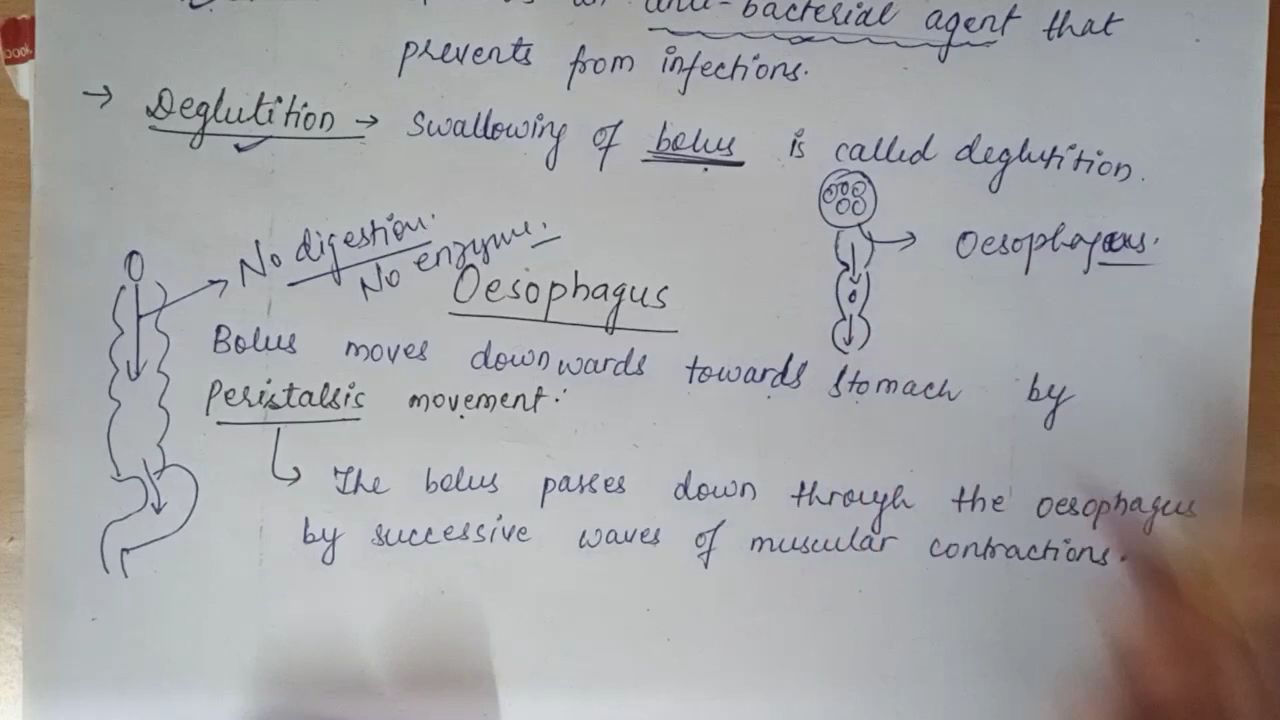 anti-bacterial agent that
prevents from infections.
→ Deglutition → Swallowing of bolus is called deglutition.
Oesophagus.
No digestion.
No enzyme.
Oesophagus
Bolus moves downwards towards stomach by
Peristalsis movement.
The bolus passes down through the oesophagus
by successive waves of muscular contractions.